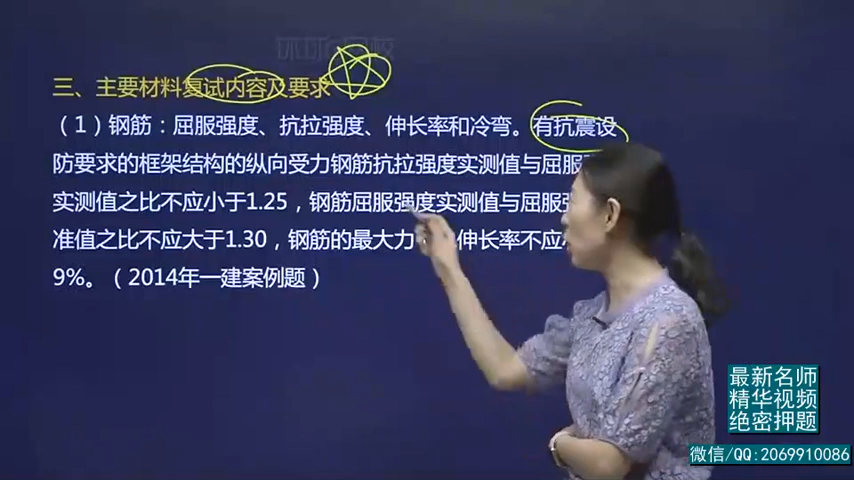 三、主要材料复试内容及要求
（1）钢筋：屈服强度、抗拉强度、伸长率和冷弯。有抗震设
防要求的框架结构的纵向受力钢筋抗拉强度实测值与屈服
实测值之比不应小于1.25，钢筋屈服强度实测值与屈服
准值之比不应大于1.30，钢筋的最大力 伸长率不应
9%。（2014年一建案例题）
最新名师
精华视频
绝密押题
微信/QQ:2069910086